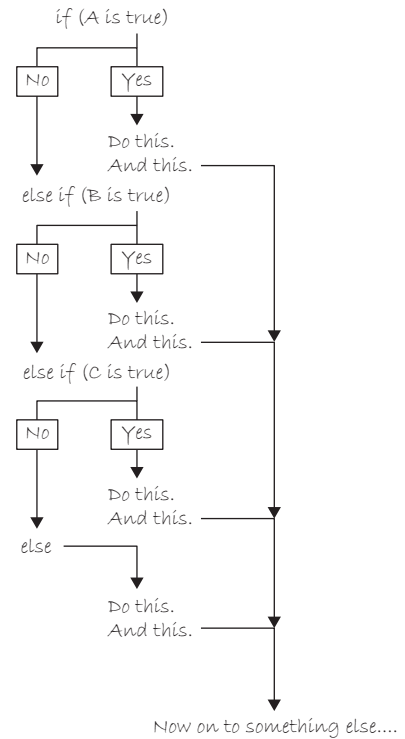 if (A is true)
No
Yes
Do this.
And this.
else if (B is true)
No
Yes
Do this.
And this.
else if (C is true)
No
Yes
Do this.
And this.
else
Do this.
And this.
Now on to something else....